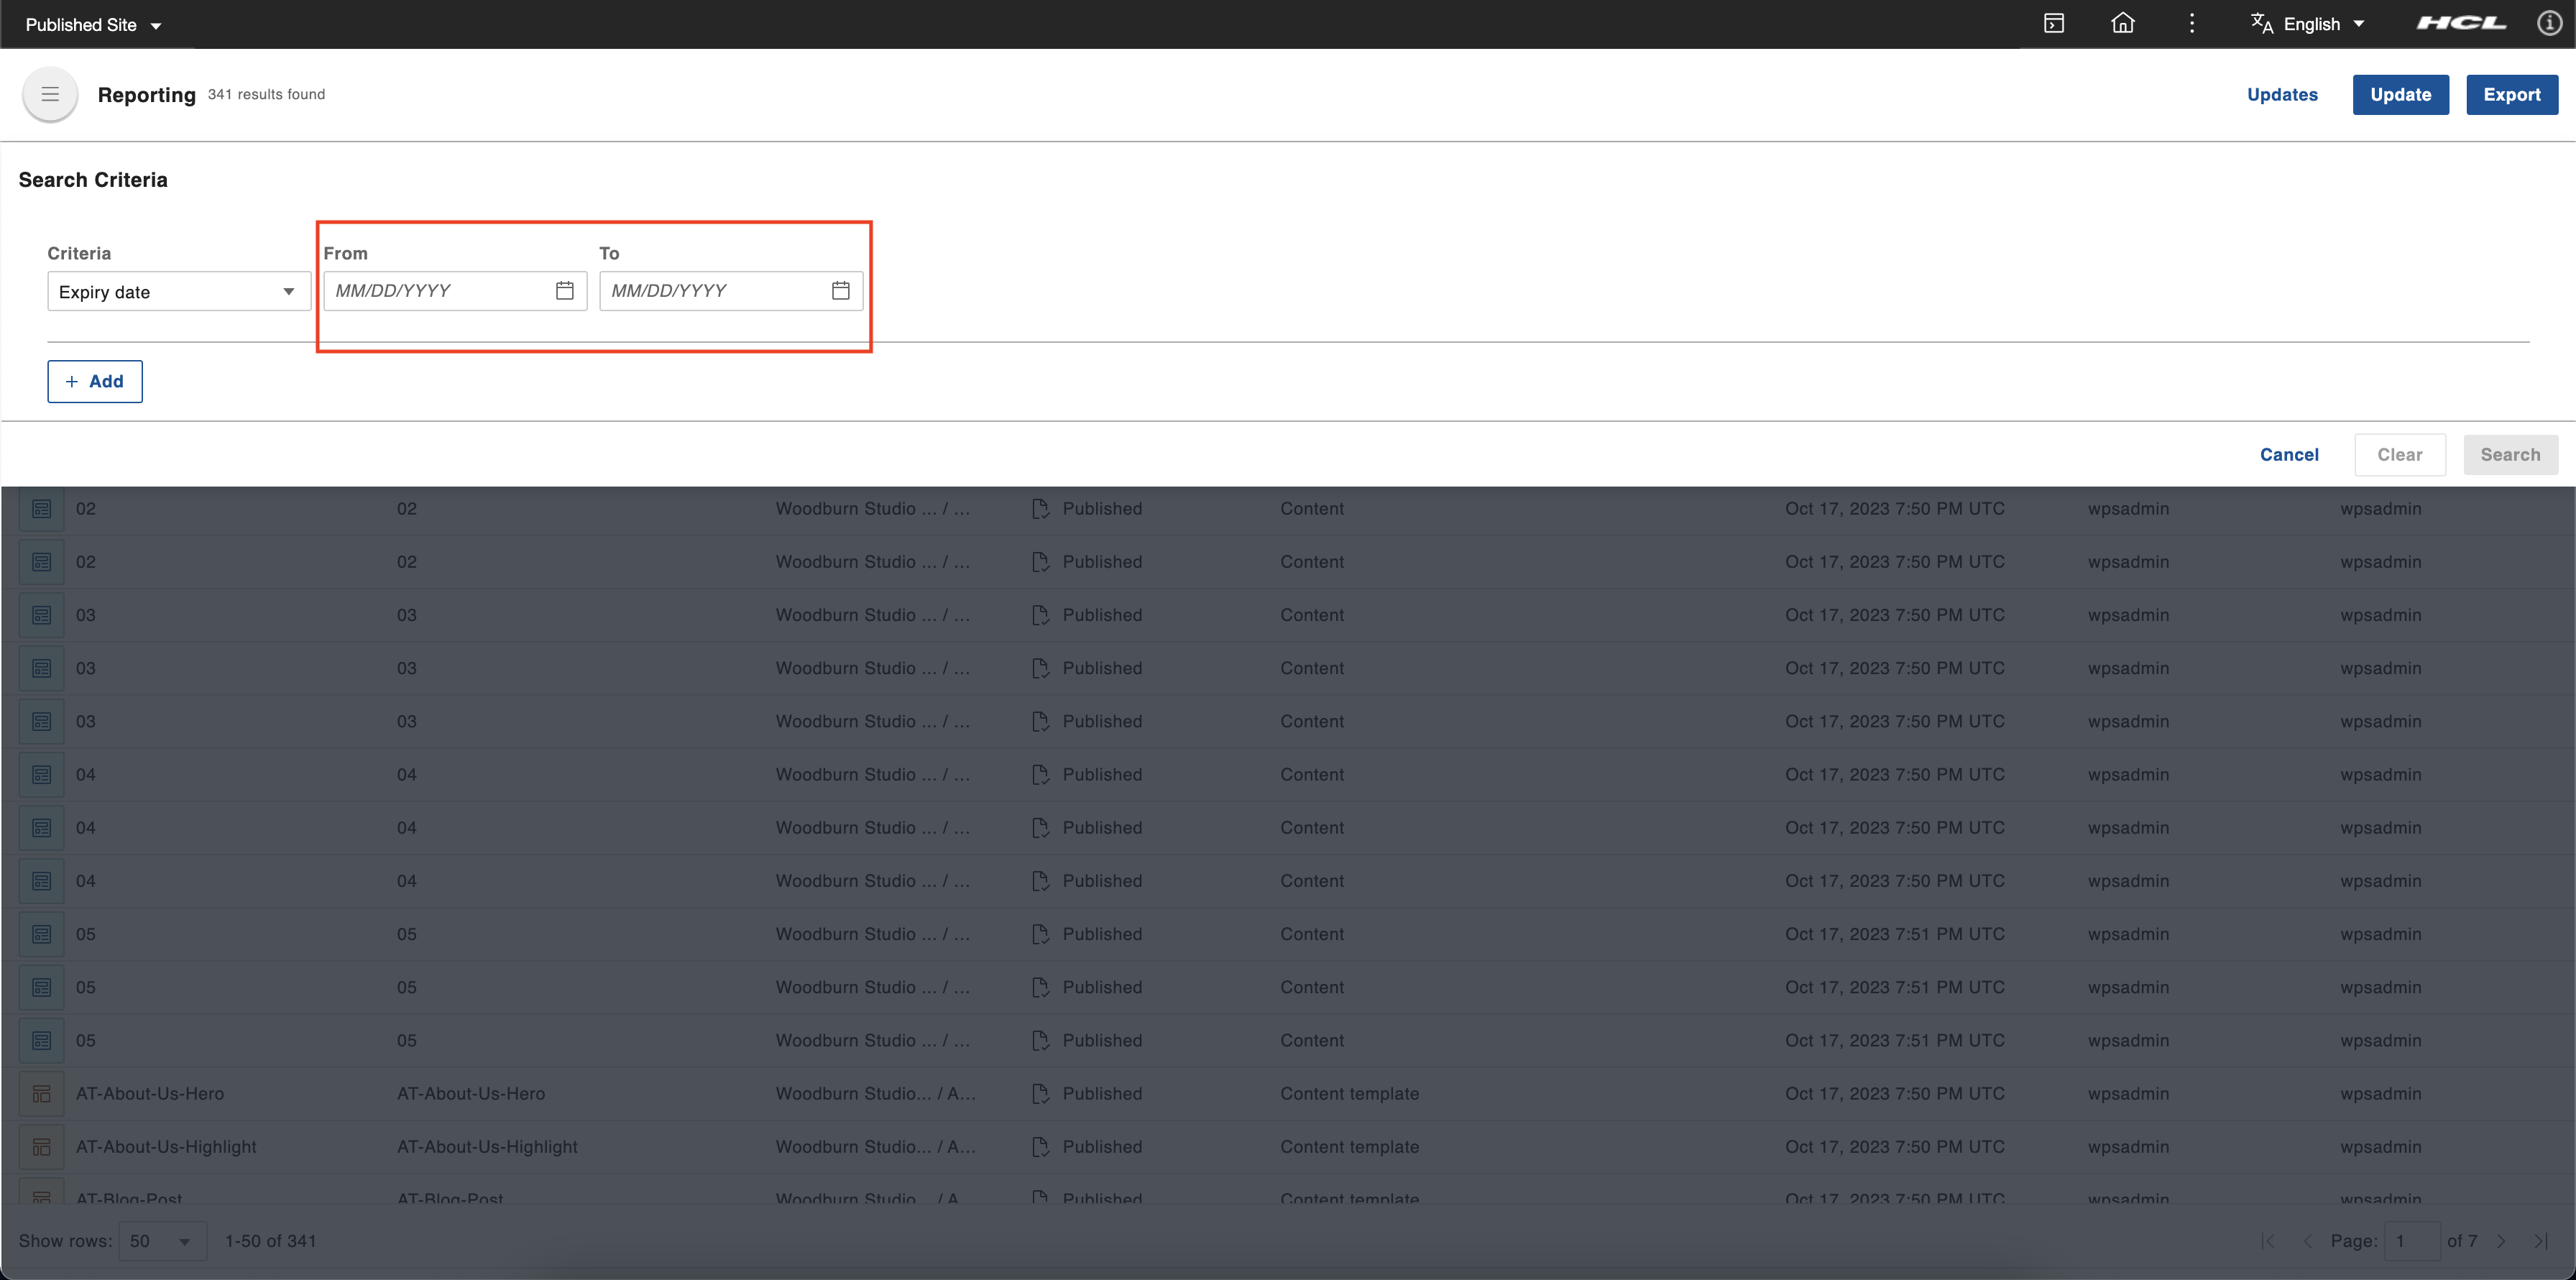 Published Site English HCL
Reporting 341 results found Updates Update Export
Search Criteria
Criteria From To
Expiry date MM/DD/YYYY MM/DD/YYYY
+ Add
Cancel Clear Search
02 02 Woodburn Studio ... / ... Published Content Oct 17, 2023 7:50 PM UTC wpsadmin wpsadmin
02 02 Woodburn Studio ... / ... Published Content Oct 17, 2023 7:50 PM UTC wpsadmin wpsadmin
03 03 Woodburn Studio ... / ... Published Content Oct 17, 2023 7:50 PM UTC wpsadmin wpsadmin
03 03 Woodburn Studio ... / ... Published Content Oct 17, 2023 7:50 PM UTC wpsadmin wpsadmin
03 03 Woodburn Studio ... / ... Published Content Oct 17, 2023 7:50 PM UTC wpsadmin wpsadmin
04 04 Woodburn Studio ... / ... Published Content Oct 17, 2023 7:50 PM UTC wpsadmin wpsadmin
04 04 Woodburn Studio ... / ... Published Content Oct 17, 2023 7:50 PM UTC wpsadmin wpsadmin
04 04 Woodburn Studio ... / ... Published Content Oct 17, 2023 7:50 PM UTC wpsadmin wpsadmin
05 05 Woodburn Studio ... / ... Published Content Oct 17, 2023 7:51 PM UTC wpsadmin wpsadmin
05 05 Woodburn Studio ... / ... Published Content Oct 17, 2023 7:51 PM UTC wpsadmin wpsadmin
05 05 Woodburn Studio ... / ... Published Content Oct 17, 2023 7:51 PM UTC wpsadmin wpsadmin
AT-About-Us-Hero AT-About-Us-Hero Woodburn Studio... / A... Published Content template Oct 17, 2023 7:50 PM UTC wpsadmin wpsadmin
AT-About-Us-Highlight AT-About-Us-Highlight Woodburn Studio... / A... Published Content template Oct 17, 2023 7:50 PM UTC wpsadmin wpsadmin
AT-Blog-Post AT-Blog-Post Woodburn Studio... / A... Published Content template Oct 17, 2023 7:50 PM UTC wpsadmin wpsadmin
Show rows: 50 1-50 of 341 Page: 1 of 7